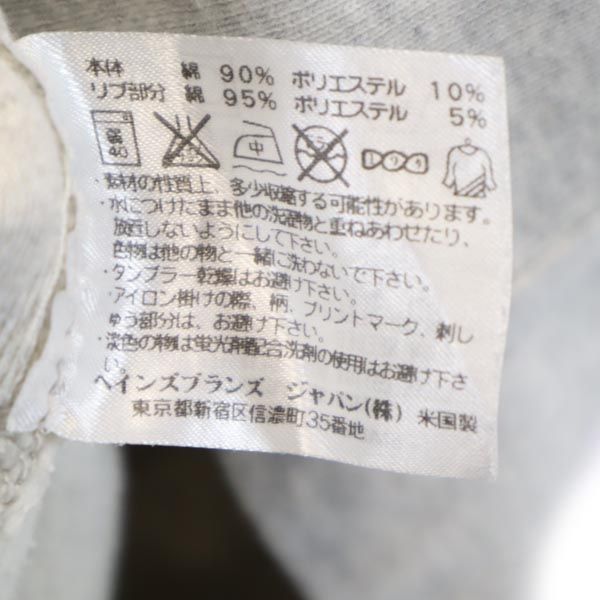 本体 綿 90% ポリエステル 10%
リブ部分 綿 95% ポリエステル 5%
弱 40 中
・素材の性質上、多少収縮する可能性があります。
・水につけたまま他の洗濯物と重ねあわせたり、
放置しないようにして下さい。
色物は他の物と一緒に洗わないで下さい。
・タンブラー乾燥はお避け下さい。
・アイロン掛けの際、柄、プリントマーク、刺し
ゅう部分は、お避け下さい。
・淡色の物は蛍光剤配合洗剤の使用はお避け下さ
い。
ヘインズブランズ ジャパン(株) 米国製
東京都新宿区信濃町35番地